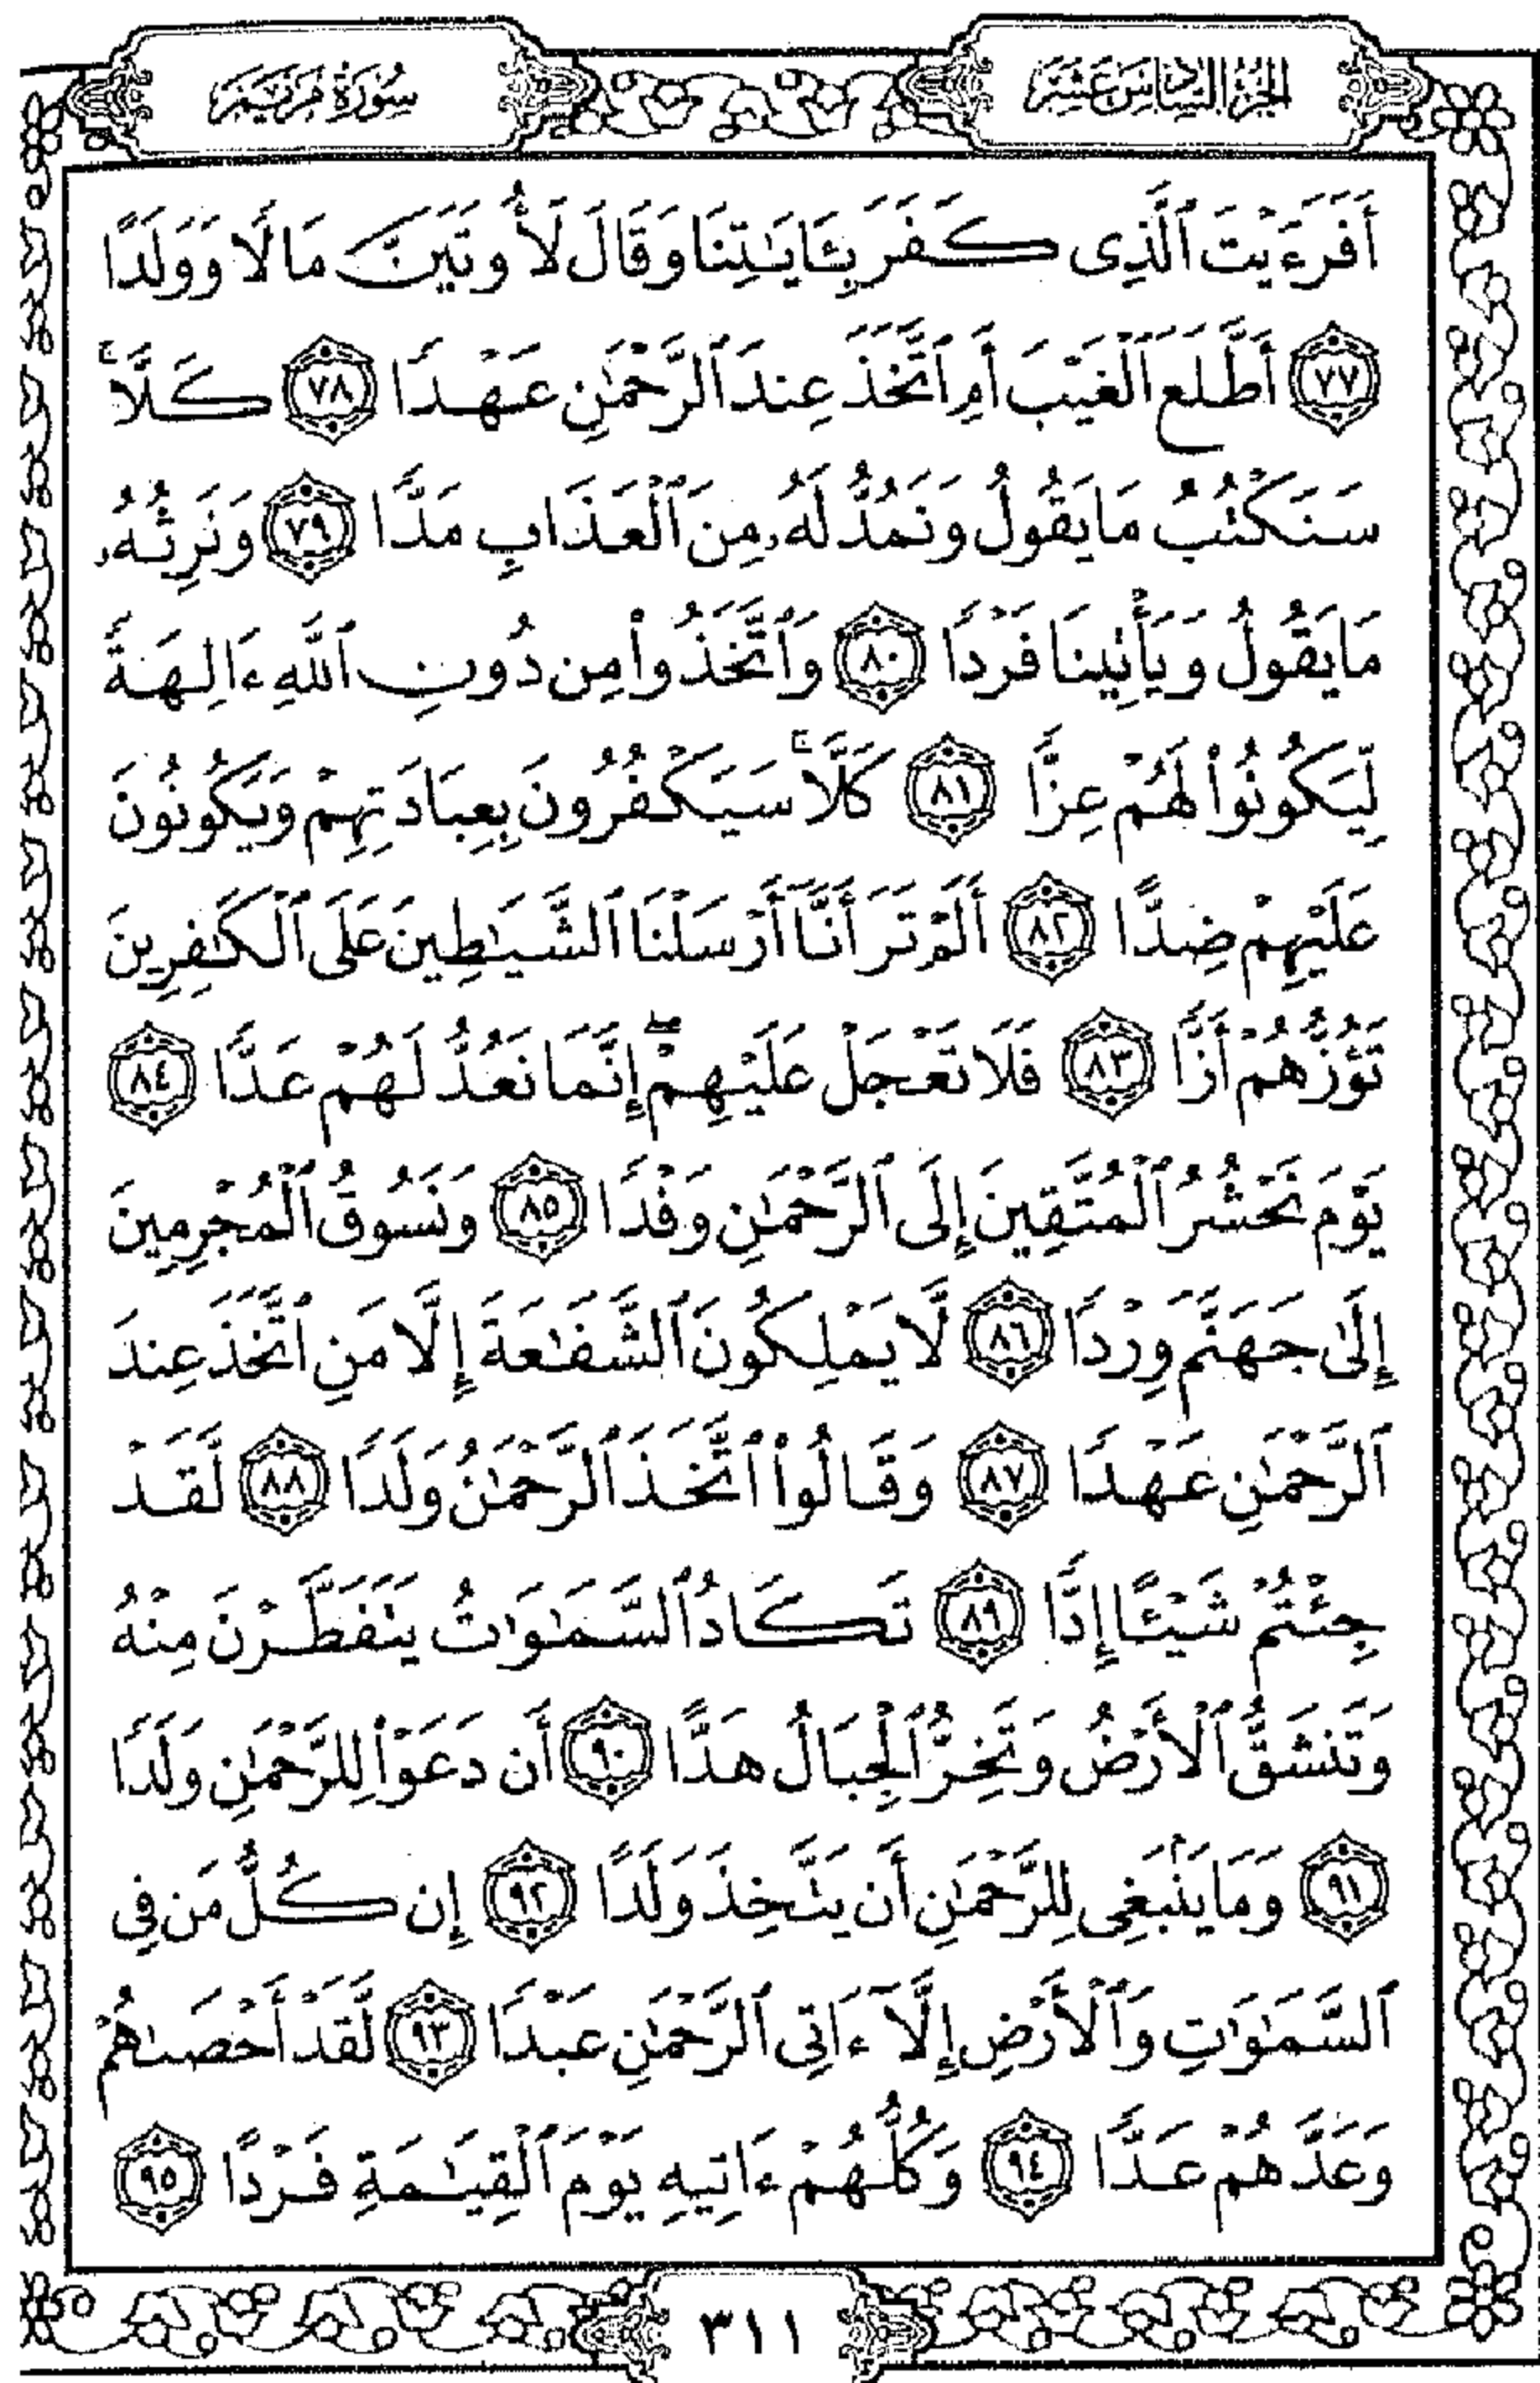 الجزء السادس عشر
سورة مريم
أَفَرَءَيْتَ ٱلَّذِى كَفَرَ بِـَٔايَـٰتِنَا وَقَالَ لَأُوتَيَنَّ مَالًا وَوَلَدًا
﴿٧٧﴾ أَطَّلَعَ ٱلْغَيْبَ أَمِ ٱتَّخَذَ عِندَ ٱلرَّحْمَـٰنِ عَهْدًا ﴿٧٨﴾ كَلَّا ۚ
سَنَكْتُبُ مَا يَقُولُ وَنَمُدُّ لَهُۥ مِنَ ٱلْعَذَابِ مَدًّا ﴿٧٩﴾ وَنَرِثُهُۥ
مَا يَقُولُ وَيَأْتِينَا فَرْدًا ﴿٨٠﴾ وَٱتَّخَذُوا۟ مِن دُونِ ٱللَّهِ ءَالِهَةً
لِّيَكُونُوا۟ لَهُمْ عِزًّا ﴿٨١﴾ كَلَّا ۚ سَيَكْفُرُونَ بِعِبَادَتِهِمْ وَيَكُونُونَ
عَلَيْهِمْ ضِدًّا ﴿٨٢﴾ أَلَمْ تَرَ أَنَّآ أَرْسَلْنَا ٱلشَّيَـٰطِينَ عَلَى ٱلْكَـٰفِرِينَ
تَؤُزُّهُمْ أَزًّا ﴿٨٣﴾ فَلَا تَعْجَلْ عَلَيْهِمْ ۖ إِنَّمَا نَعُدُّ لَهُمْ عَدًّا ﴿٨٤﴾
يَوْمَ نَحْشُرُ ٱلْمُتَّقِينَ إِلَى ٱلرَّحْمَـٰنِ وَفْدًا ﴿٨٥﴾ وَنَسُوقُ ٱلْمُجْرِمِينَ
إِلَىٰ جَهَنَّمَ وِرْدًا ﴿٨٦﴾ لَّا يَمْلِكُونَ ٱلشَّفَـٰعَةَ إِلَّا مَنِ ٱتَّخَذَ عِندَ
ٱلرَّحْمَـٰنِ عَهْدًا ﴿٨٧﴾ وَقَالُوا۟ ٱتَّخَذَ ٱلرَّحْمَـٰنُ وَلَدًا ﴿٨٨﴾ لَّقَدْ
جِئْتُمْ شَيْـًٔا إِدًّا ﴿٨٩﴾ تَكَادُ ٱلسَّمَـٰوَٰتُ يَتَفَطَّرْنَ مِنْهُ
وَتَنشَقُّ ٱلْأَرْضُ وَتَخِرُّ ٱلْجِبَالُ هَدًّا ﴿٩٠﴾ أَن دَعَوْا۟ لِلرَّحْمَـٰنِ وَلَدًا
﴿٩١﴾ وَمَا يَنۢبَغِى لِلرَّحْمَـٰنِ أَن يَتَّخِذَ وَلَدًا ﴿٩٢﴾ إِن كُلُّ مَن فِى
ٱلسَّمَـٰوَٰتِ وَٱلْأَرْضِ إِلَّآ ءَاتِى ٱلرَّحْمَـٰنِ عَبْدًا ﴿٩٣﴾ لَّقَدْ أَحْصَىٰهُمْ
وَعَدَّهُمْ عَدًّا ﴿٩٤﴾ وَكُلُّهُمْ ءَاتِيهِ يَوْمَ ٱلْقِيَـٰمَةِ فَرْدًا ﴿٩٥﴾
٣١١